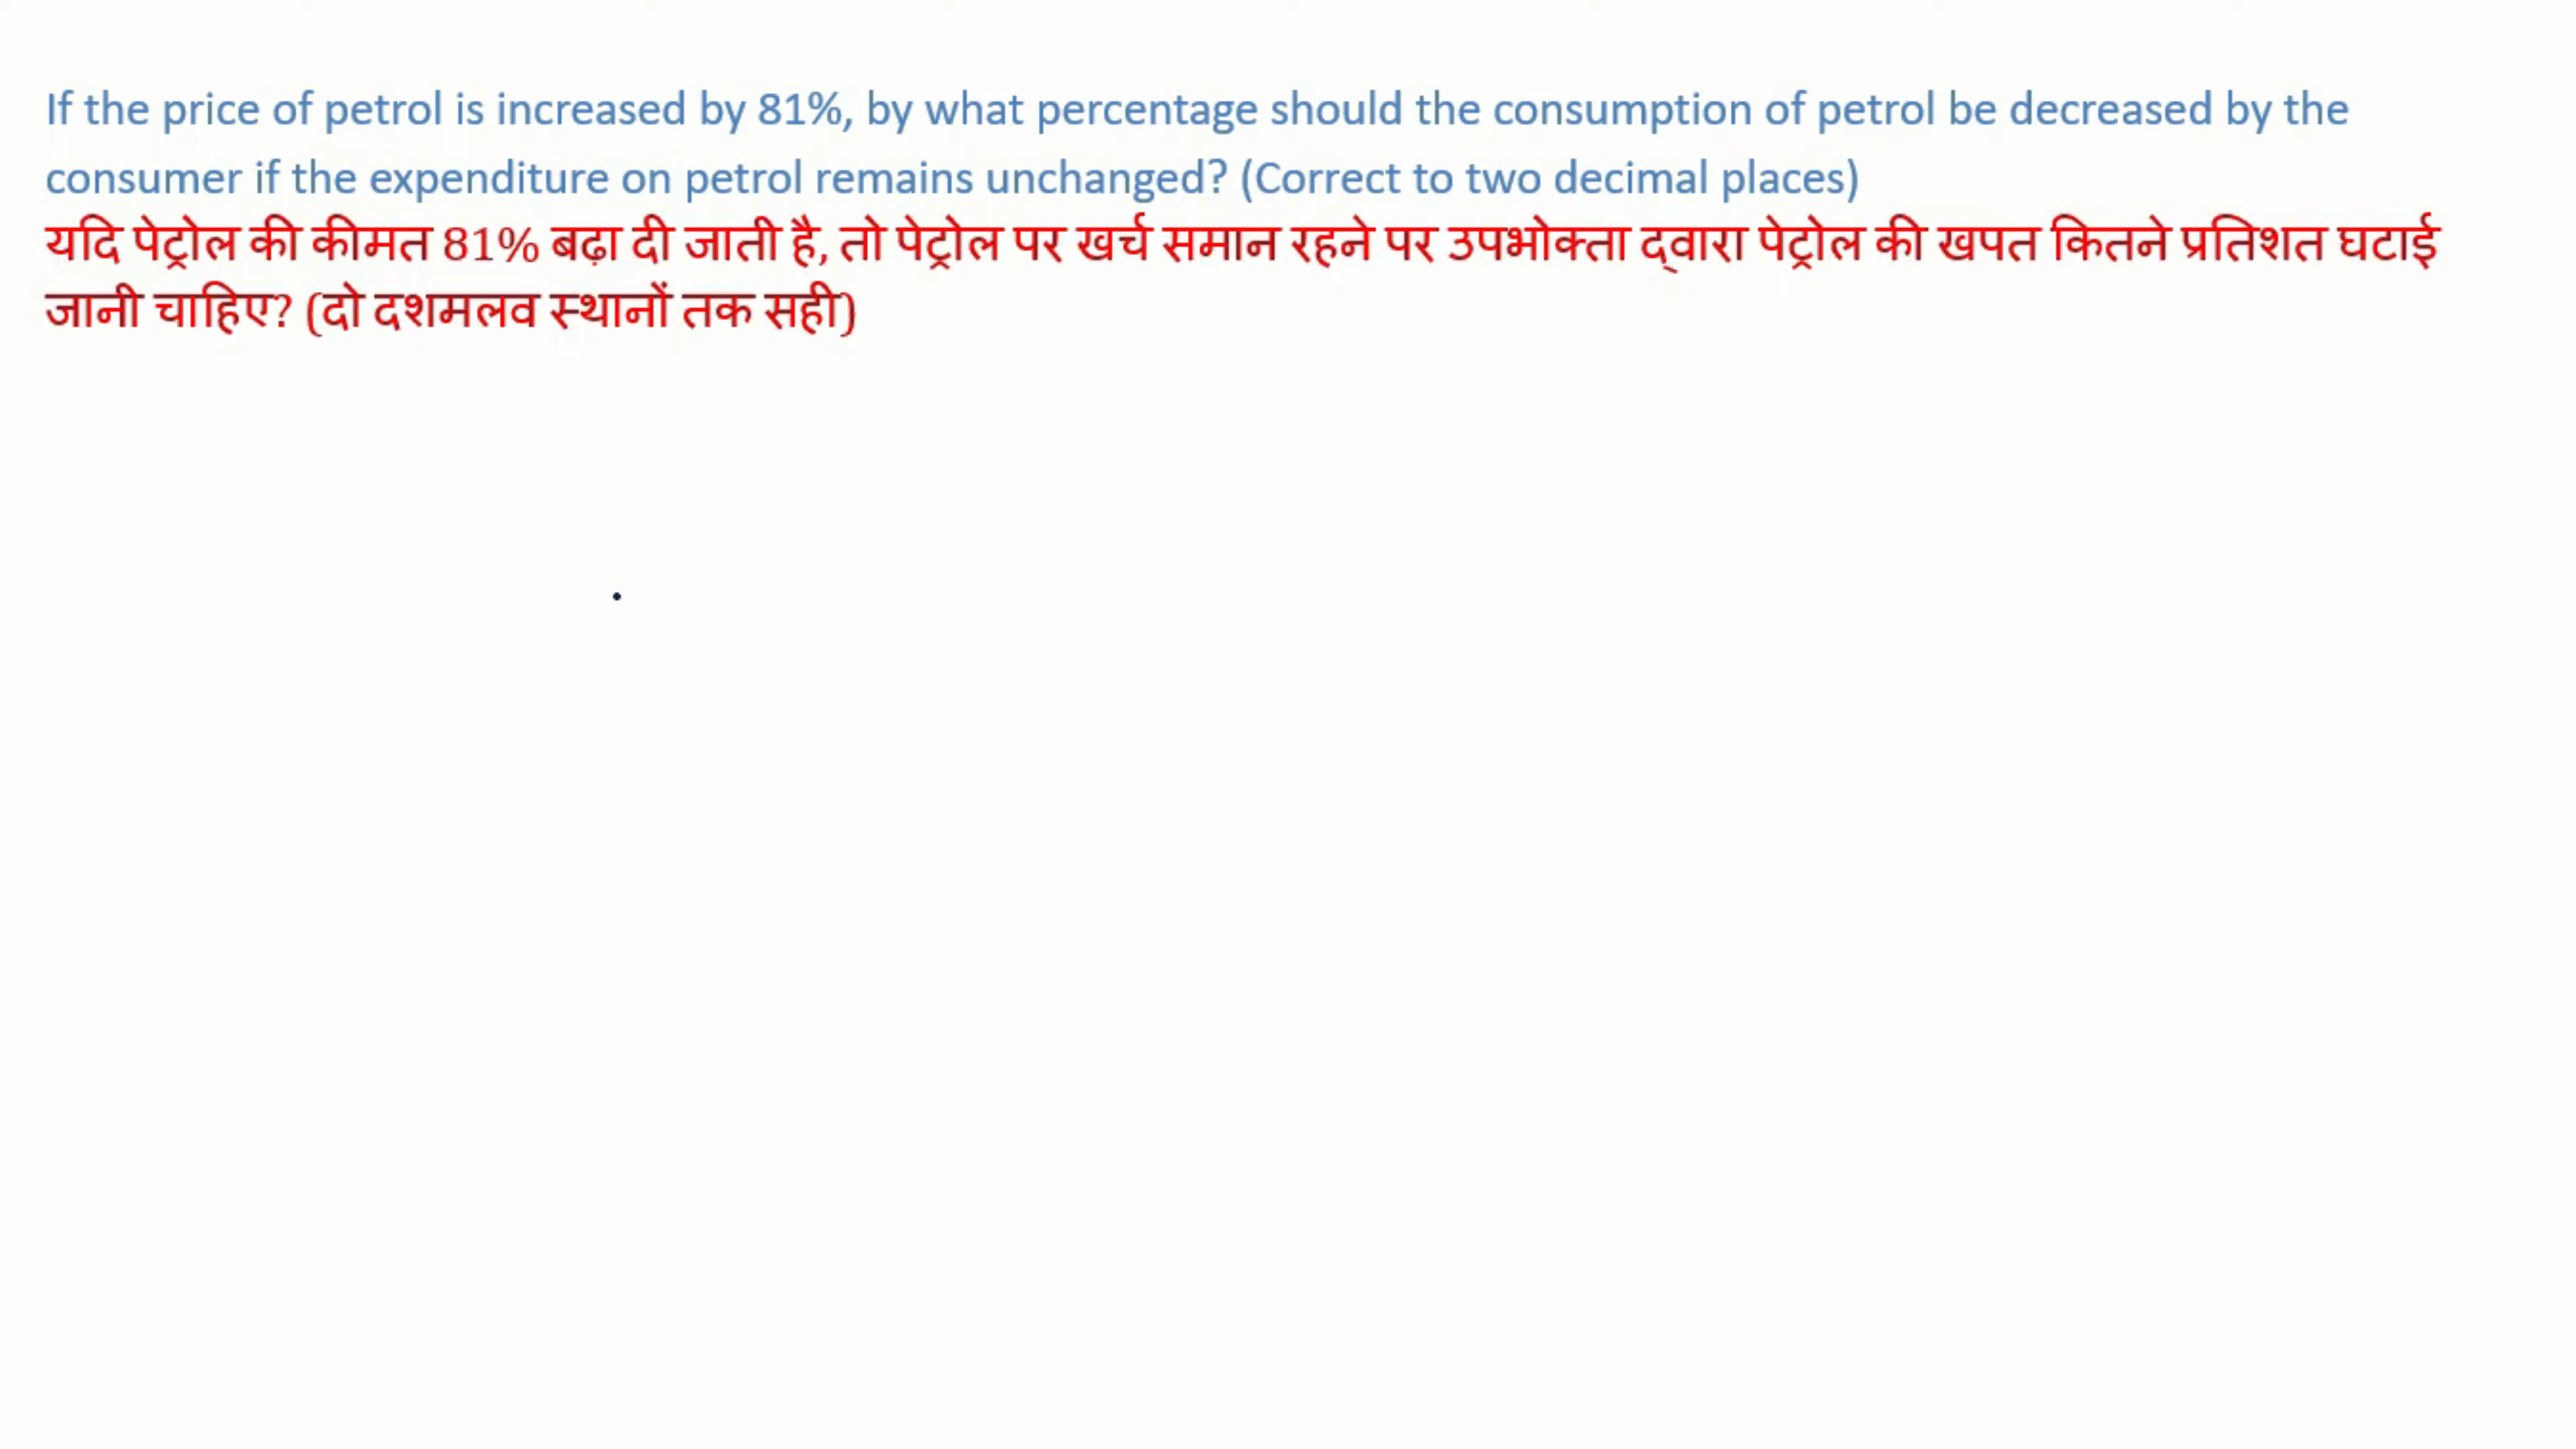 If the price of petrol is increased by 81%, by what percentage should the consumption of petrol be decreased by the
consumer if the expenditure on petrol remains unchanged? (Correct to two decimal places)
यदि पेट्रोल की कीमत 81% बढ़ा दी जाती है, तो पेट्रोल पर खर्च समान रहने पर उपभोक्ता द्वारा पेट्रोल की खपत कितने प्रतिशत घटाई
जानी चाहिए? (दो दशमलव स्थानों तक सही)